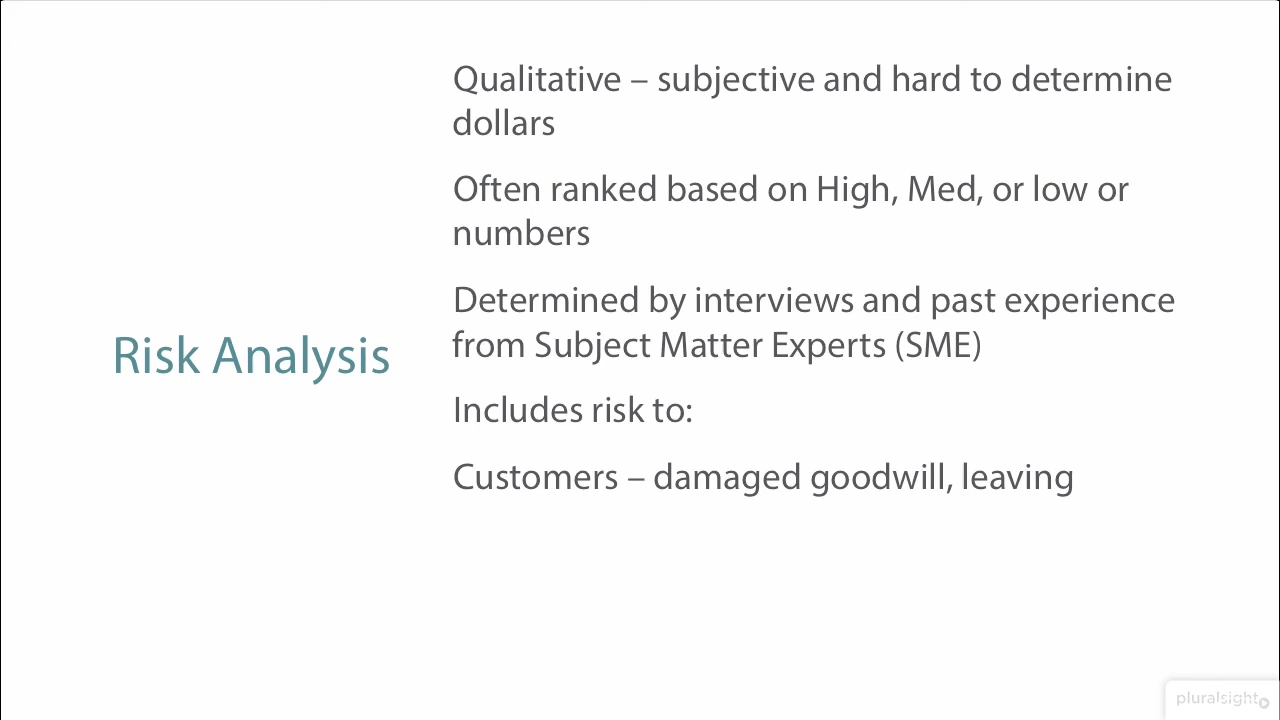 Risk Analysis
Qualitative – subjective and hard to determine
dollars
Often ranked based on High, Med, or low or
numbers
Determined by interviews and past experience
from Subject Matter Experts (SME)
Includes risk to:
Customers – damaged goodwill, leaving
pluralsight